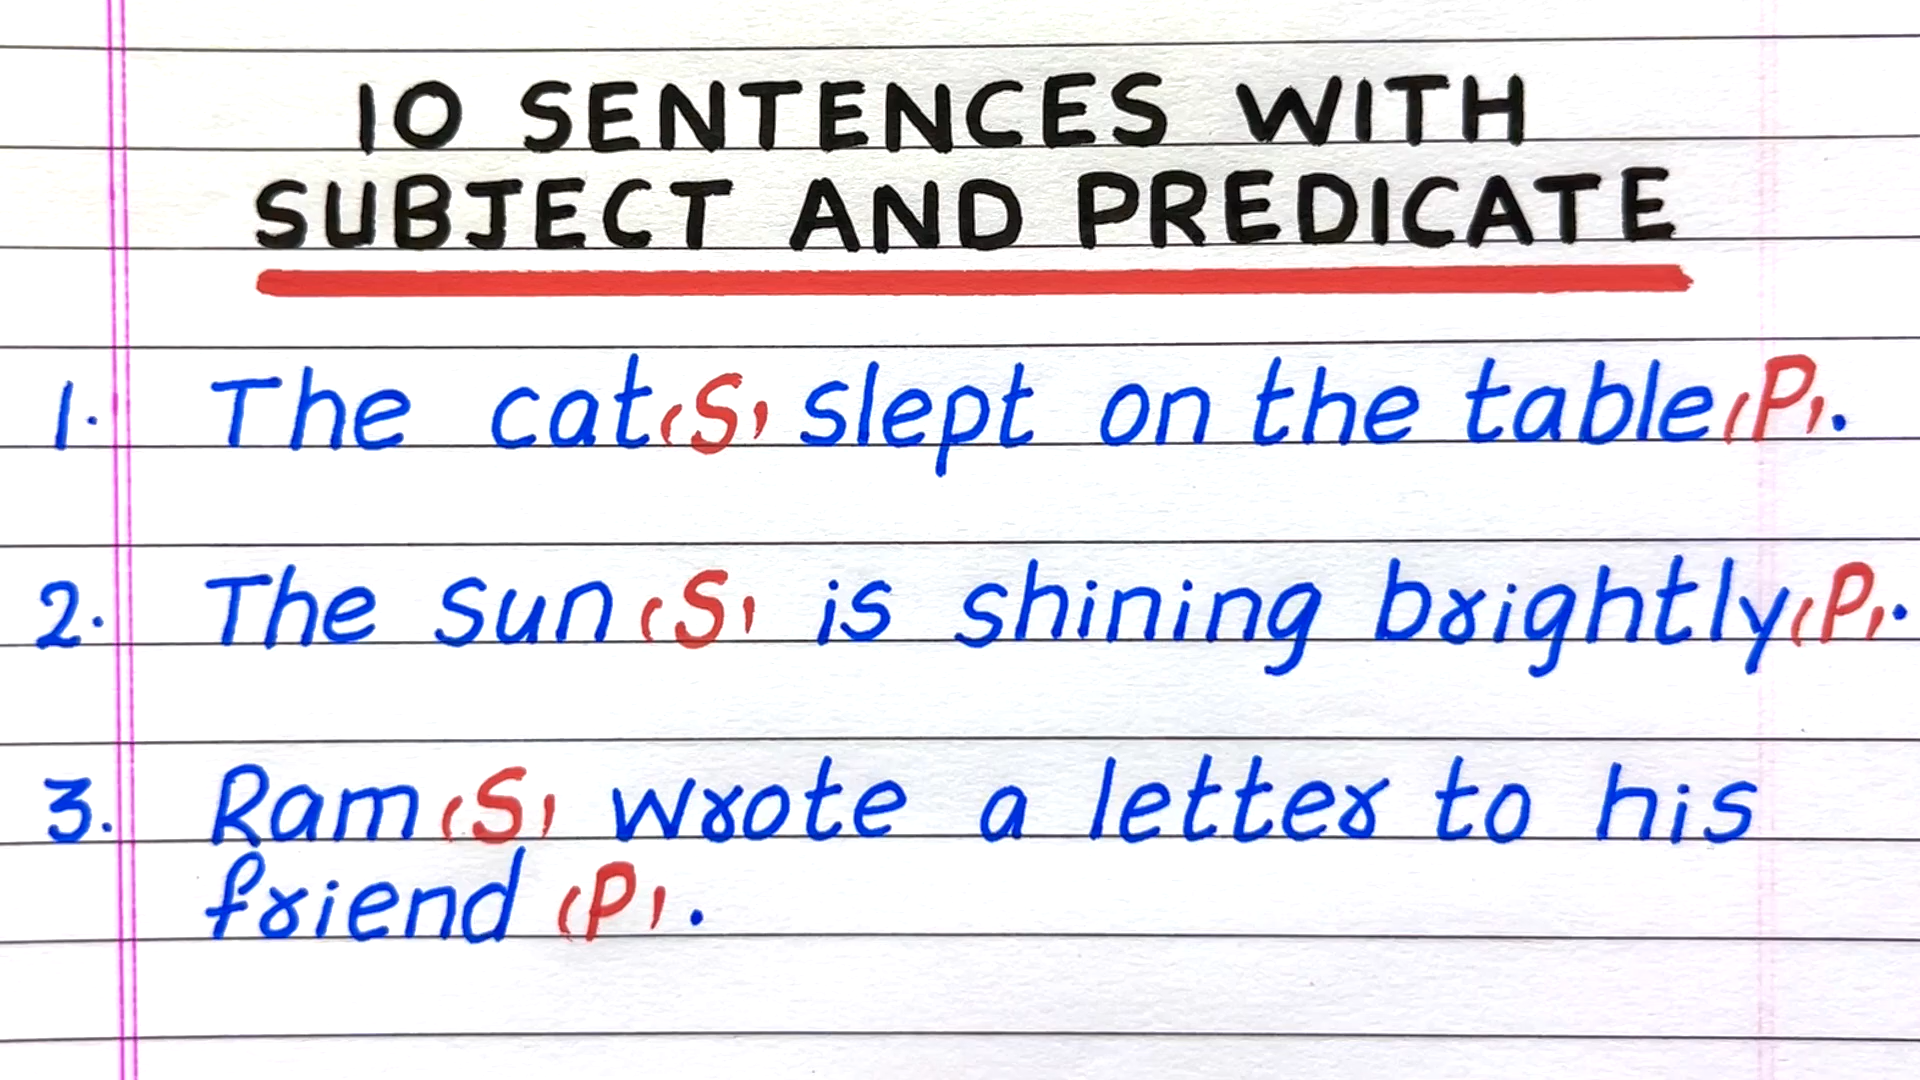 10 SENTENCES WITH
SUBJECT AND PREDICATE
1. The cat (S) slept on the table (P).
2. The sun (S) is shining brightly (P).
3. Ram (S) wrote a letter to his
friend (P).